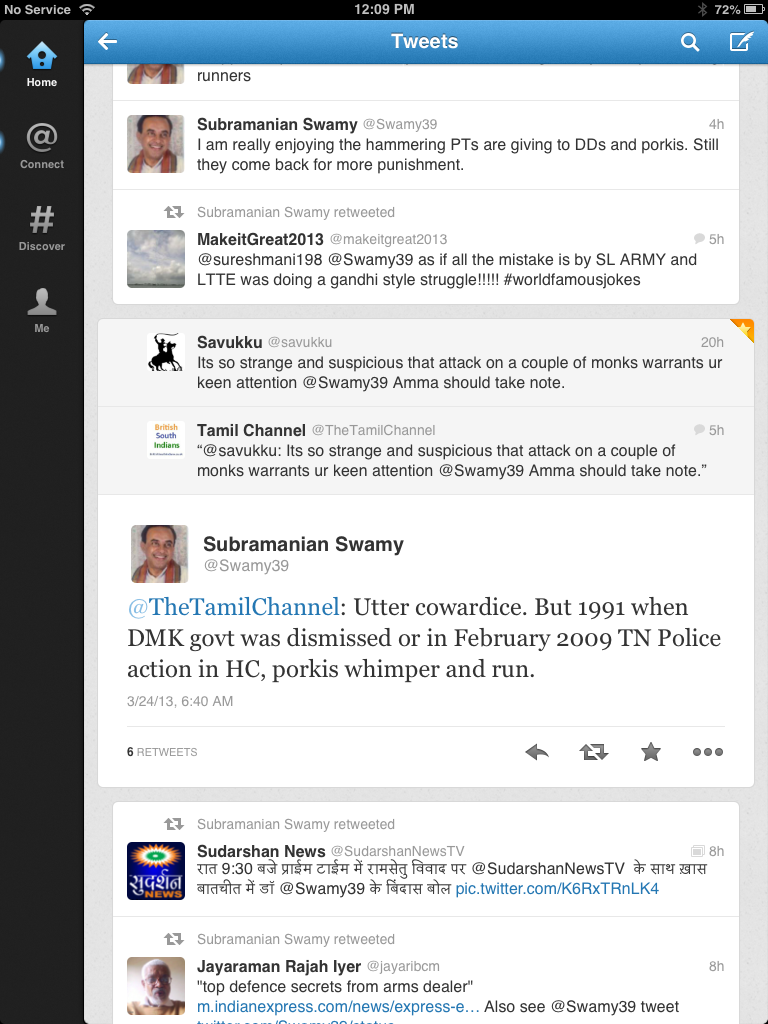 No Service
12:09 PM
72%
Tweets
Home
Connect
Discover
Me
runners
Subramanian Swamy @Swamy39 4h
I am really enjoying the hammering PTs are giving to DDs and porkis. Still
they come back for more punishment.
Subramanian Swamy retweeted
MakeitGreat2013 @makeitgreat2013 5h
@sureshmani198 @Swamy39 as if all the mistake is by SL ARMY and
LTTE was doing a gandhi style struggle!!!!! #worldfamousjokes
Savukku @savukku 20h
Its so strange and suspicious that attack on a couple of monks warrants ur
keen attention @Swamy39 Amma should take note.
British
South
Indians
Tamil Channel @TheTamilChannel 5h
“@savukku: Its so strange and suspicious that attack on a couple of
monks warrants ur keen attention @Swamy39 Amma should take note.”
Subramanian Swamy
@Swamy39
@TheTamilChannel: Utter cowardice. But 1991 when
DMK govt was dismissed or in February 2009 TN Police
action in HC, porkis whimper and run.
3/24/13, 6:40 AM
6 RETWEETS
Subramanian Swamy retweeted
सुदर्शन
NEWS
Sudarshan News @SudarshanNewsTV 8h
रात 9:30 बजे प्राईम टाईम में रामसेतु विवाद पर @SudarshanNewsTV के साथ ख़ास
बातचीत में डॉ @Swamy39 के बिंदास बोल pic.twitter.com/K6RxTRnLK4
Subramanian Swamy retweeted
Jayaraman Rajah Iyer @jayaribcm 8h
"top defence secrets from arms dealer"
m.indianexpress.com/news/express-e… Also see @Swamy39 tweet
twitter.com/Swamy39/status